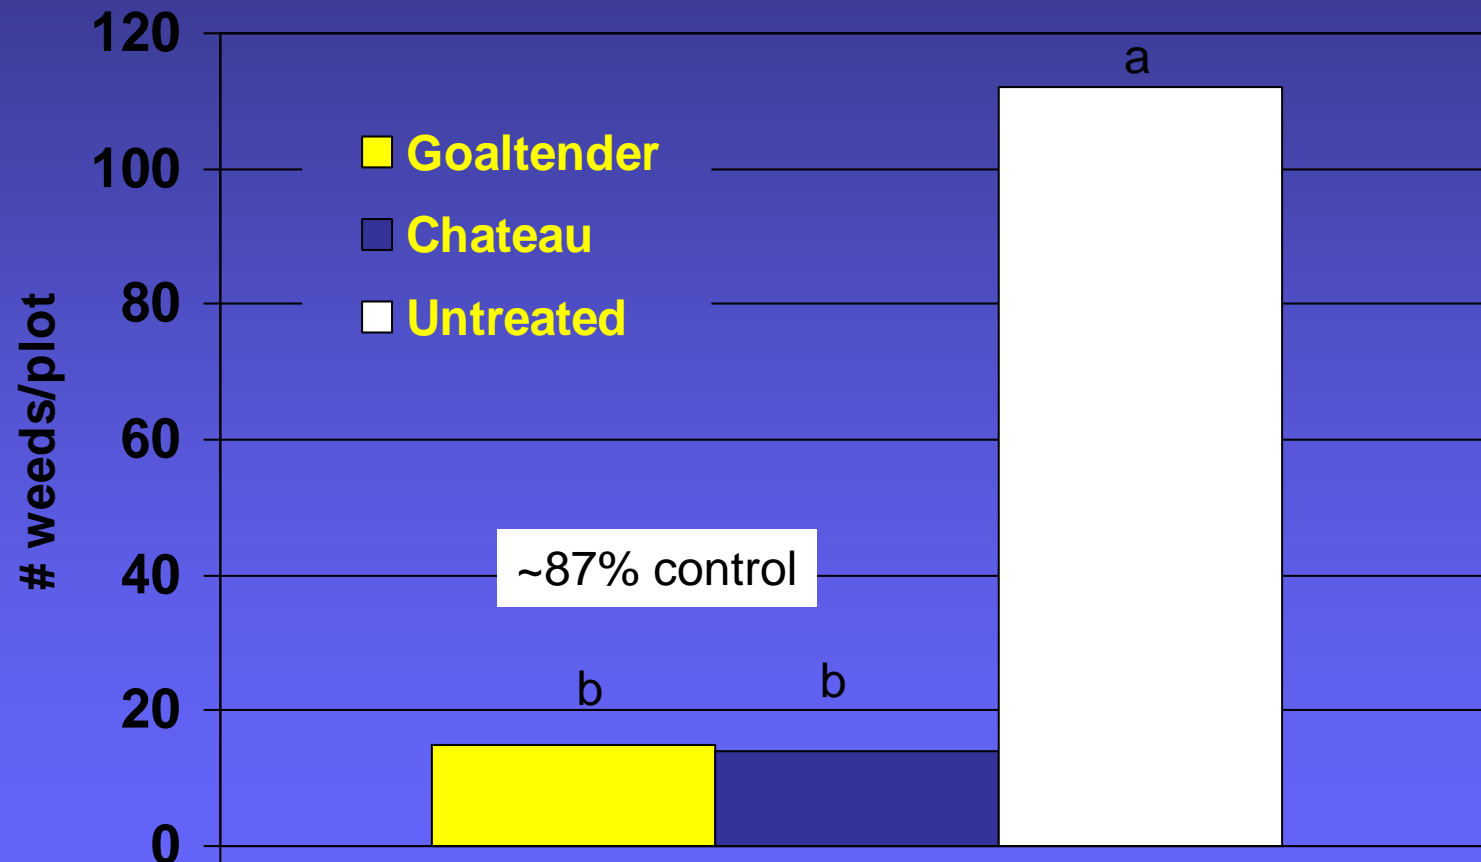 120
a
100
Goaltender
Chateau
80
Untreated
# weeds/plot
60
40
~87% control
b
b
20
0